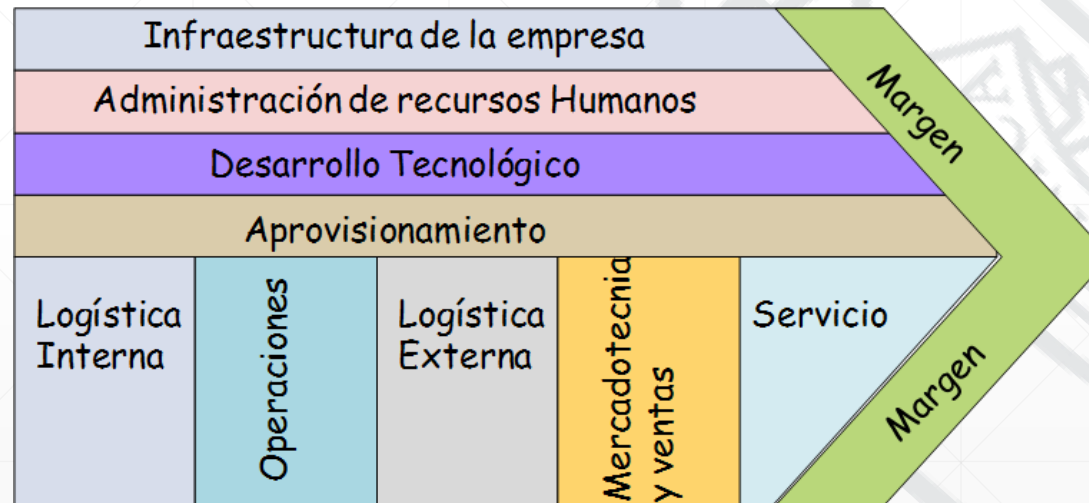 Infraestructura de la empresa
Administración de recursos Humanos
Desarrollo Tecnológico
Aprovisionamiento
Logística
Interna
Operaciones
Logística
Externa
Mercadotecnia
y ventas
Servicio
Margen
Margen